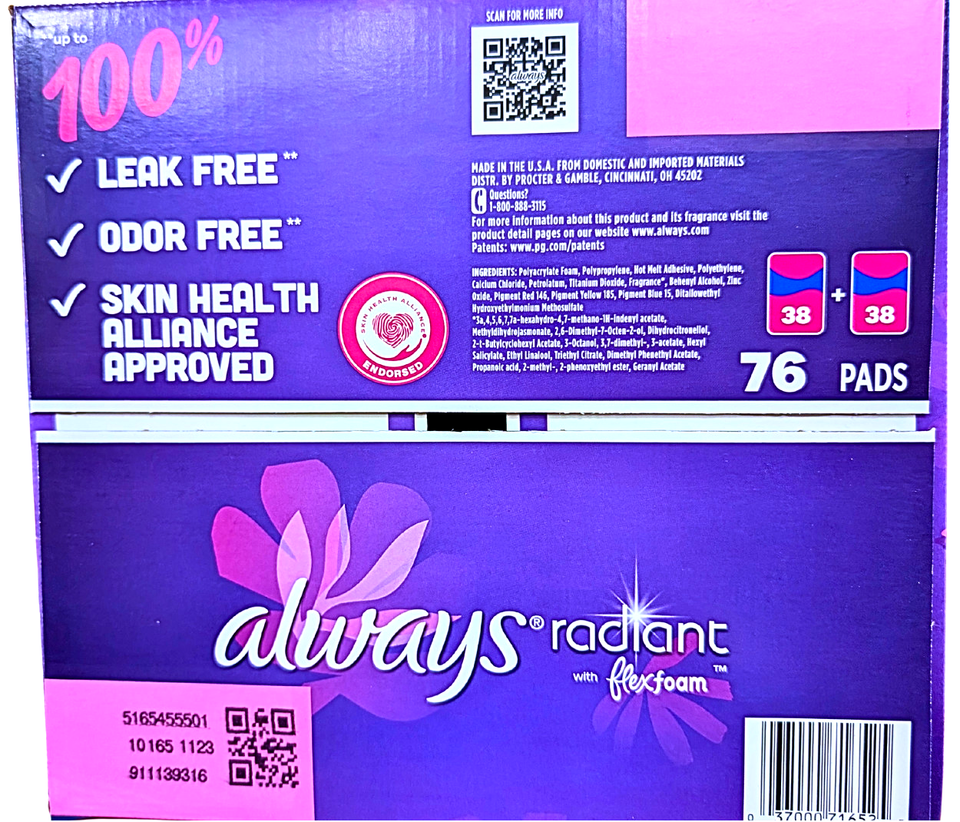 up to
100%
LEAK FREE**
ODOR FREE**
SKIN HEALTH
ALLIANCE
APPROVED
SKIN HEALTH ALLIANCE
ENDORSED
SCAN FOR MORE INFO
always
MADE IN THE U.S.A. FROM DOMESTIC AND IMPORTED MATERIALS
DISTR. BY PROCTER & GAMBLE, CINCINNATI, OH 45202
Questions?
1-800-888-3115
For more information about this product and its fragrance visit the
product detail pages on our website www.always.com
Patents: www.pg.com/patents
INGREDIENTS: Polyacrylate Foam, Polypropylene, Hot Melt Adhesive, Polyethylene,
Calcium Chloride, Petrolatum, Titanium Dioxide, Fragrance*, Behenyl Alcohol, Zinc
Oxide, Pigment Red 146, Pigment Yellow 185, Pigment Blue 15, Ditallowethyl
Hydroxyethylmonium Methosulfate
*3a,4,5,6,7,7a-hexahydro-4,7-methano-1H-indenyl acetate,
Methyldihydrojasmonate, 2,6-Dimethyl-7-Octen-2-ol, Dihydrocitronellol,
2-t-Butylcyclohexyl Acetate, 3-Octanol, 3,7-dimethyl-, 3-acetate, Hexyl
Salicylate, Ethyl Linalool, Triethyl Citrate, Dimethyl Phenethyl Acetate,
Propanoic acid, 2-methyl-, 2-phenoxyethyl ester, Geranyl Acetate
38 + 38
76 PADS
always® radiant
with flexfoam™
5165455501
10165 1123
911139316
0 37000 71652